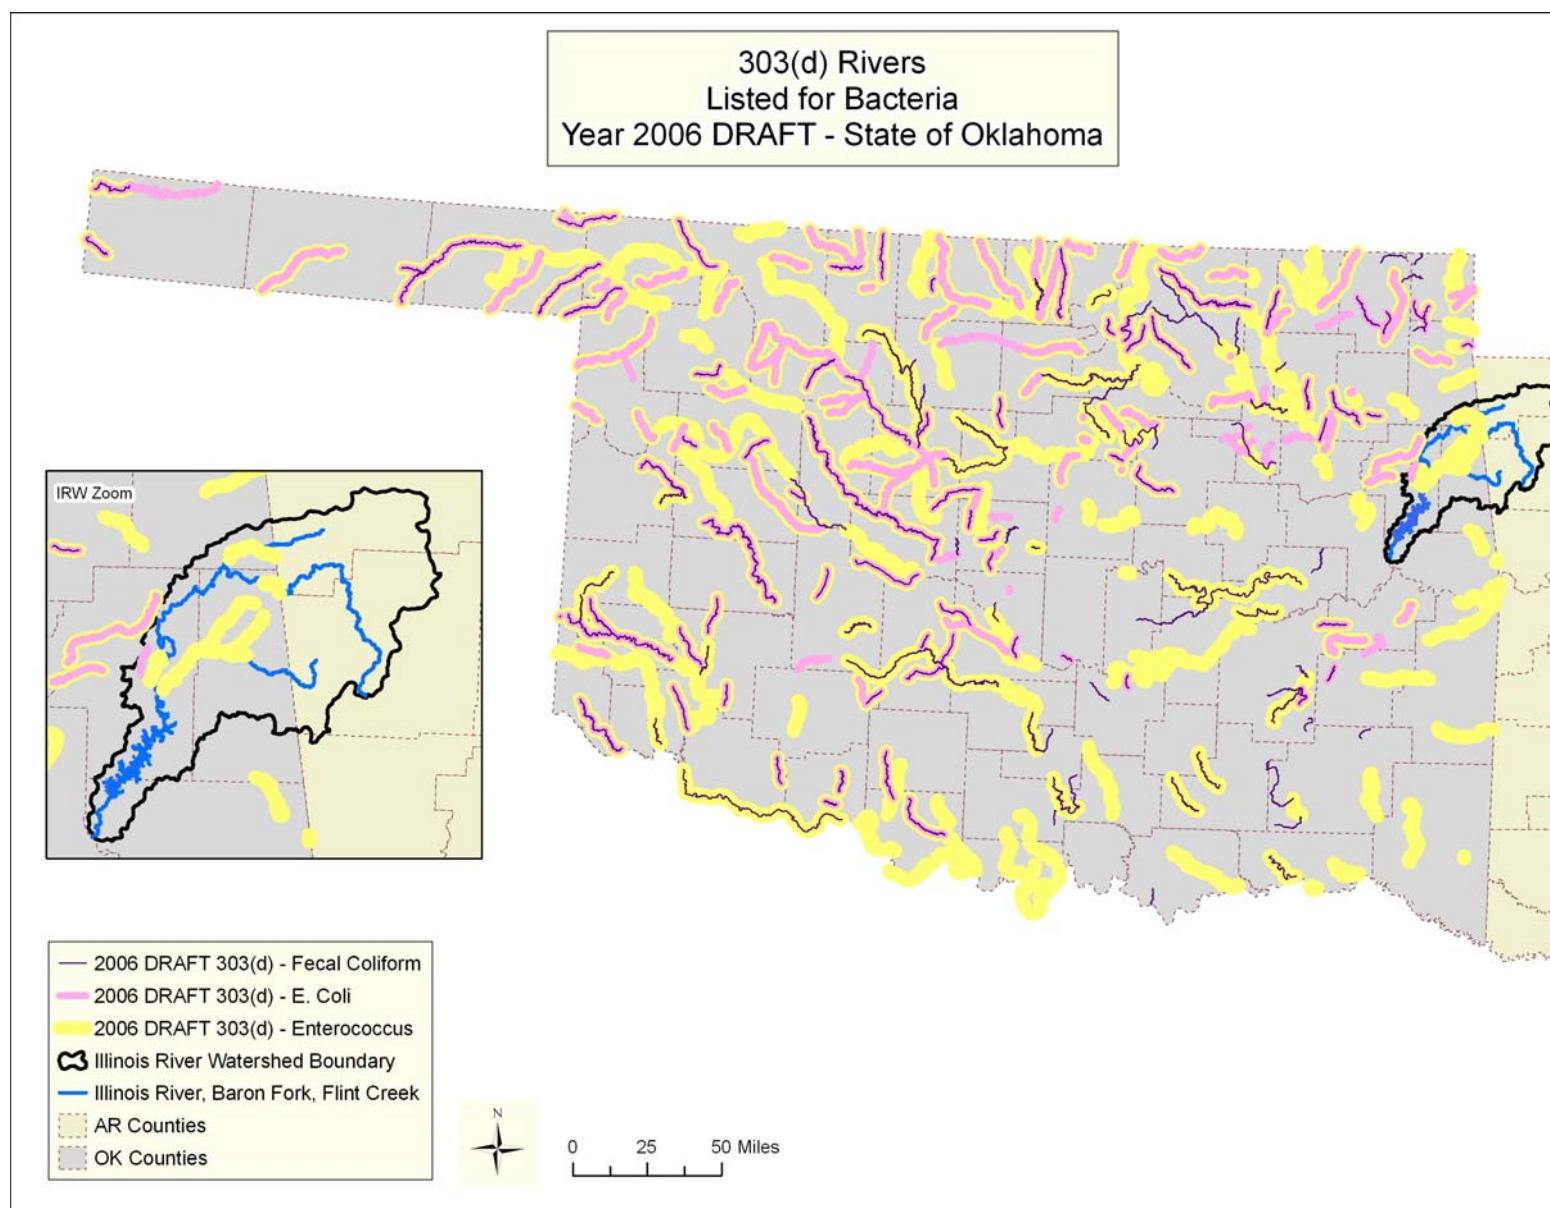 303(d) Rivers
Listed for Bacteria
Year 2006 DRAFT - State of Oklahoma
IRW Zoom
2006 DRAFT 303(d) - Fecal Coliform
2006 DRAFT 303(d) - E. Coli
2006 DRAFT 303(d) - Enterococcus
Illinois River Watershed Boundary
Illinois River, Baron Fork, Flint Creek
AR Counties
OK Counties
N
0 25 50 Miles